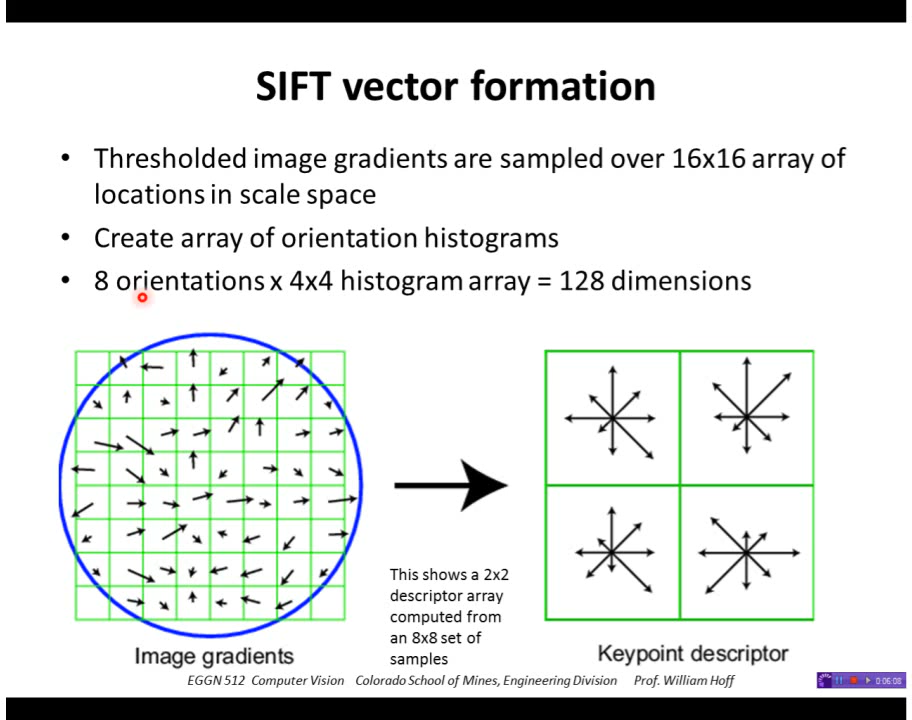 SIFT vector formation
• Thresholded image gradients are sampled over 16x16 array of
locations in scale space
• Create array of orientation histograms
• 8 orientations x 4x4 histogram array = 128 dimensions
This shows a 2x2
descriptor array
computed from
an 8x8 set of
samples
Image gradients
Keypoint descriptor
EGGN 512 Computer Vision Colorado School of Mines, Engineering Division Prof. William Hoff
0:06:08